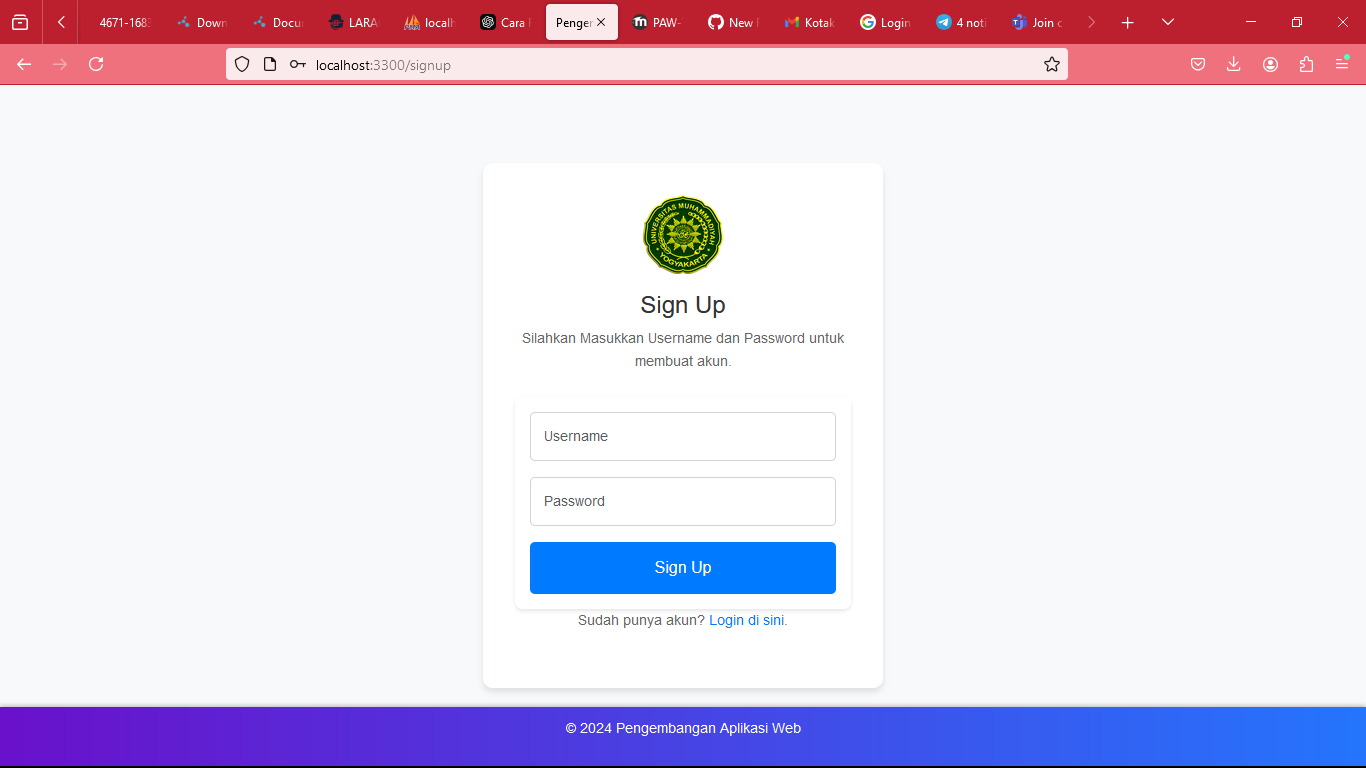 4671-1683
Down
Docu
LARA
localh
Cara
Penger
PAW-
New
Kotak
Login
4 noti
Join c
localhost:3300/signup
UNIVERSITAS MUHAMMADIYAH
YOGYAKARTA
Sign Up
Silahkan Masukkan Username dan Password untuk
membuat akun.
Username
Password
Sign Up
Sudah punya akun? Login di sini.
© 2024 Pengembangan Aplikasi Web